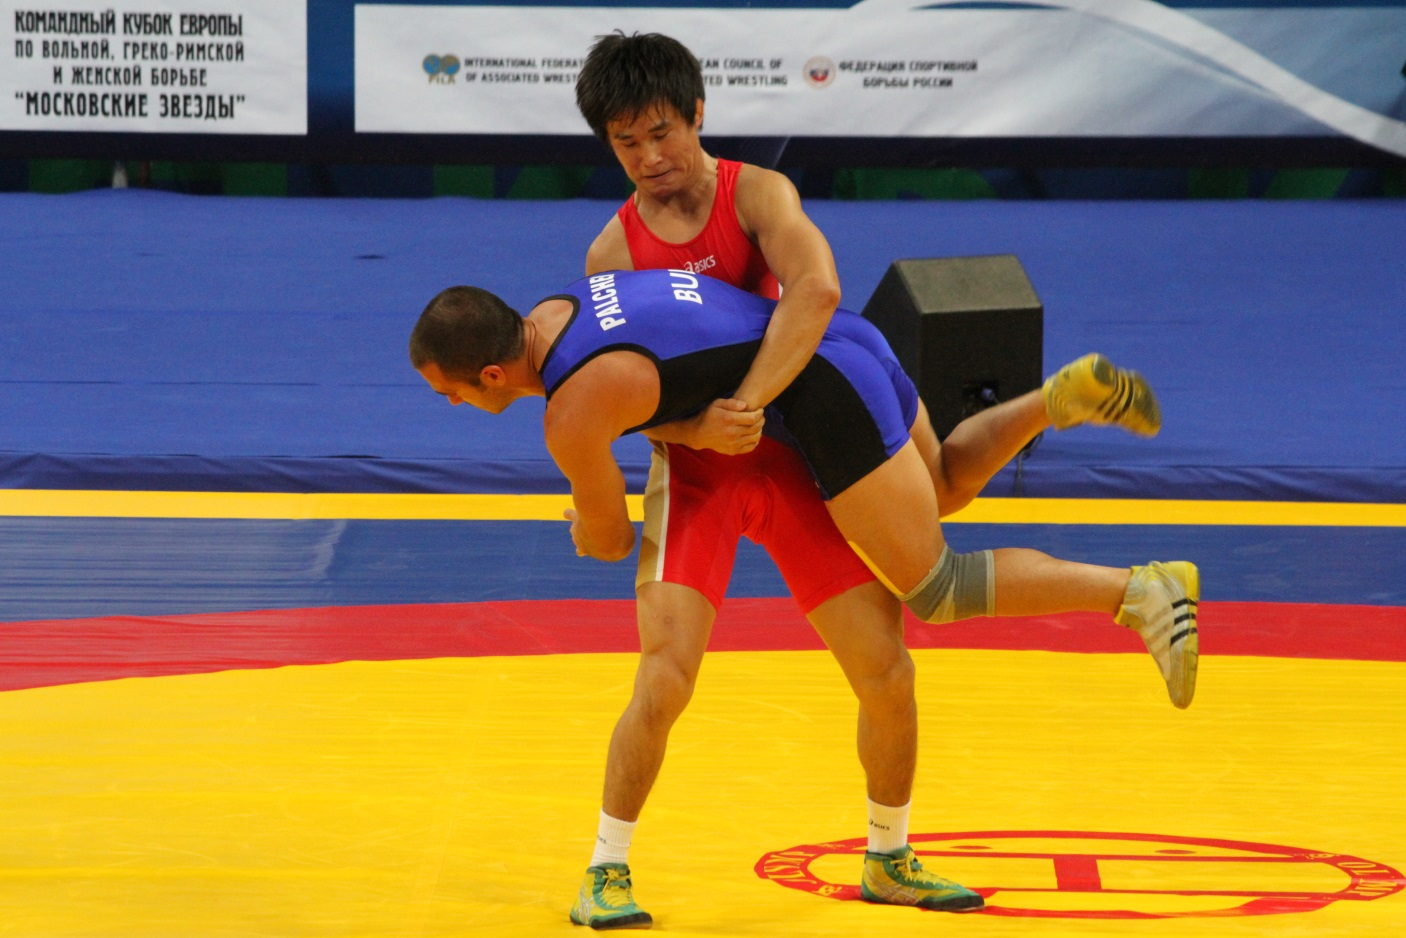 КОМАНДНЫЙ КУБОК ЕВРОПЫ
ПО ВОЛЬНОЙ, ГРЕКО-РИМСКОЙ
И ЖЕНСКОЙ БОРЬБЕ
"МОСКОВСКИЕ ЗВЕЗДЫ"
FILA
INTERNATIONAL FEDERAT
OF ASSOCIATED WREST
EAN COUNCIL OF
TED WRESTLING
ФЕДЕРАЦИЯ СПОРТИВНОЙ
БОРЬБЫ РОССИИ
asics
PALCHE
BUL
asics